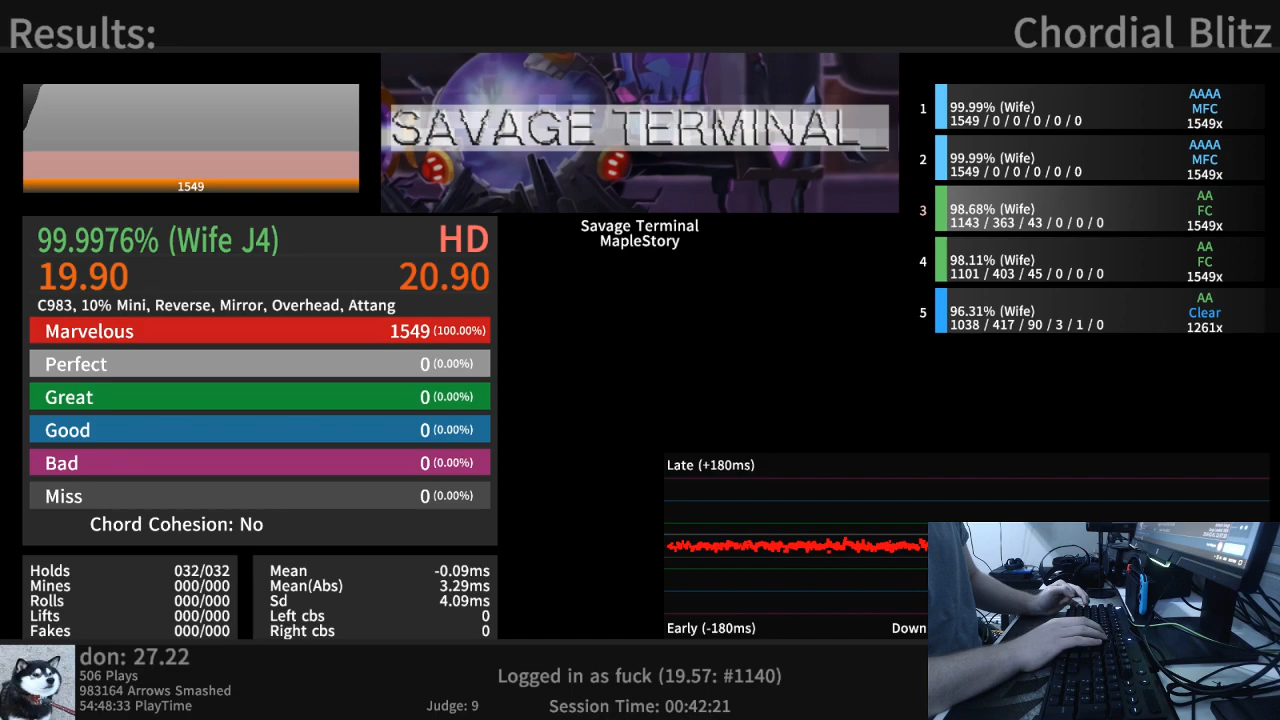 Results:
Chordial Blitz
1549
SAVAGE TERMINAL_
Savage Terminal
MapleStory
99.9976% (Wife J4)
HD
19.90
20.90
C983, 10% Mini, Reverse, Mirror, Overhead, Attang
Marvelous 1549 (100.00%)
Perfect 0 (0.00%)
Great 0 (0.00%)
Good 0 (0.00%)
Bad 0 (0.00%)
Miss 0 (0.00%)
Chord Cohesion: No
Holds 032/032
Mines 000/000
Rolls 000/000
Lifts 000/000
Fakes 000/000
Mean -0.09ms
Mean(Abs) 3.29ms
Sd 4.09ms
Left cbs 0
Right cbs 0
1 99.99% (Wife) AAAA
MFC
1549 / 0 / 0 / 0 / 0 / 0 1549x
2 99.99% (Wife) AAAA
MFC
1549 / 0 / 0 / 0 / 0 / 0 1549x
3 98.68% (Wife) AA
FC
1143 / 363 / 43 / 0 / 0 / 0 1549x
4 98.11% (Wife) AA
FC
1101 / 403 / 45 / 0 / 0 / 0 1549x
5 96.31% (Wife) AA
Clear
1038 / 417 / 90 / 3 / 1 / 0 1261x
Late (+180ms)
Early (-180ms) Down
don: 27.22
506 Plays
983164 Arrows Smashed
54:48:33 PlayTime
Judge: 9
Logged in as fuck (19.57: #1140)
Session Time: 00:42:21